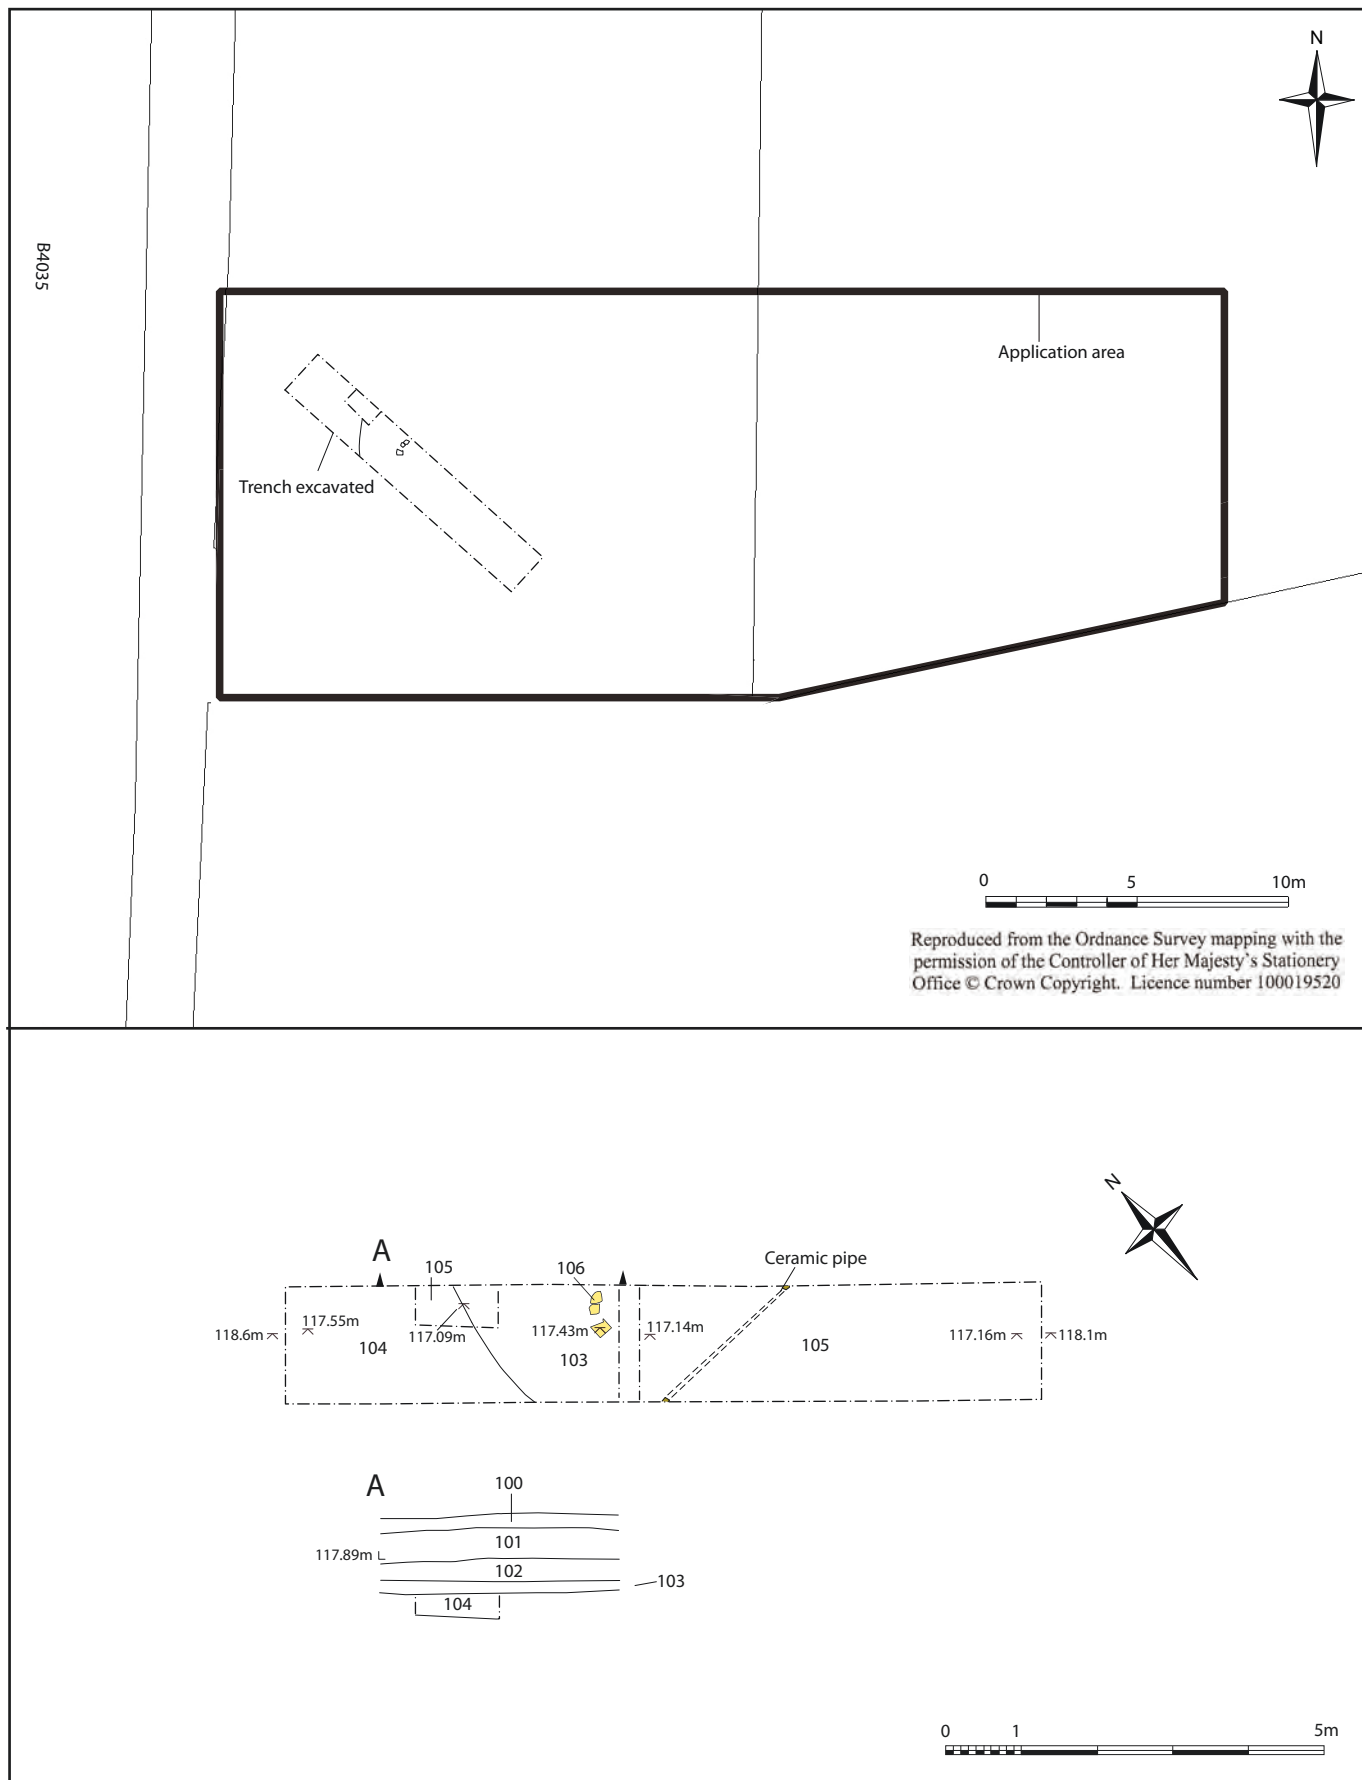 N
B4035
Application area
Trench excavated
0 5 10m
Reproduced from the Ordnance Survey mapping with the
permission of the Controller of Her Majesty's Stationery
Office © Crown Copyright. Licence number 100019520
N
A
Ceramic pipe
105
106
118.6m
117.55m
104
117.09m
117.43m
103
117.14m
105
117.16m
118.1m
A
100
101
117.89m
102
103
104
0 1 5m